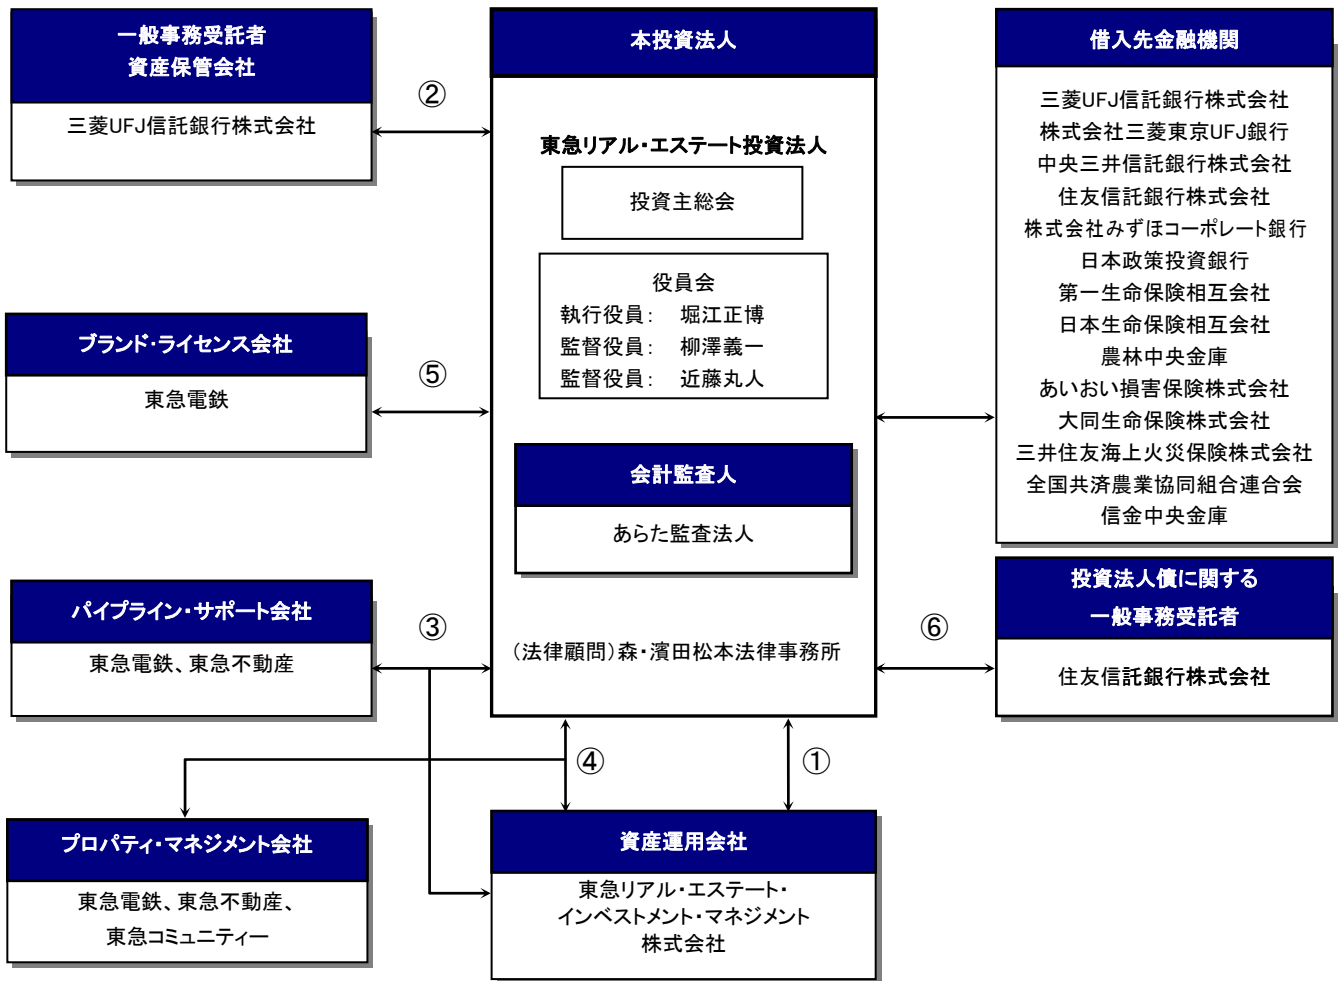 一般事務受託者
資産保管会社
三菱UFJ信託銀行株式会社
②
ブランド・ライセンス会社
東急電鉄
⑤
パイプライン・サポート会社
東急電鉄、東急不動産
③
プロパティ・マネジメント会社
東急電鉄、東急不動産、
東急コミュニティー
本投資法人
東急リアル・エステート投資法人
投資主総会
役員会
執行役員： 堀江正博
監督役員： 柳澤義一
監督役員： 近藤丸人
会計監査人
あらた監査法人
（法律顧問）森・濱田松本法律事務所
④
①
資産運用会社
東急リアル・エステート・
インベストメント・マネジメント
株式会社
借入先金融機関
三菱UFJ信託銀行株式会社
株式会社三菱東京UFJ銀行
中央三井信託銀行株式会社
住友信託銀行株式会社
株式会社みずほコーポレート銀行
日本政策投資銀行
第一生命保険相互会社
日本生命保険相互会社
農林中央金庫
あいおい損害保険株式会社
大同生命保険株式会社
三井住友海上火災保険株式会社
全国共済農業協同組合連合会
信金中央金庫
⑥
投資法人債に関する
一般事務受託者
住友信託銀行株式会社